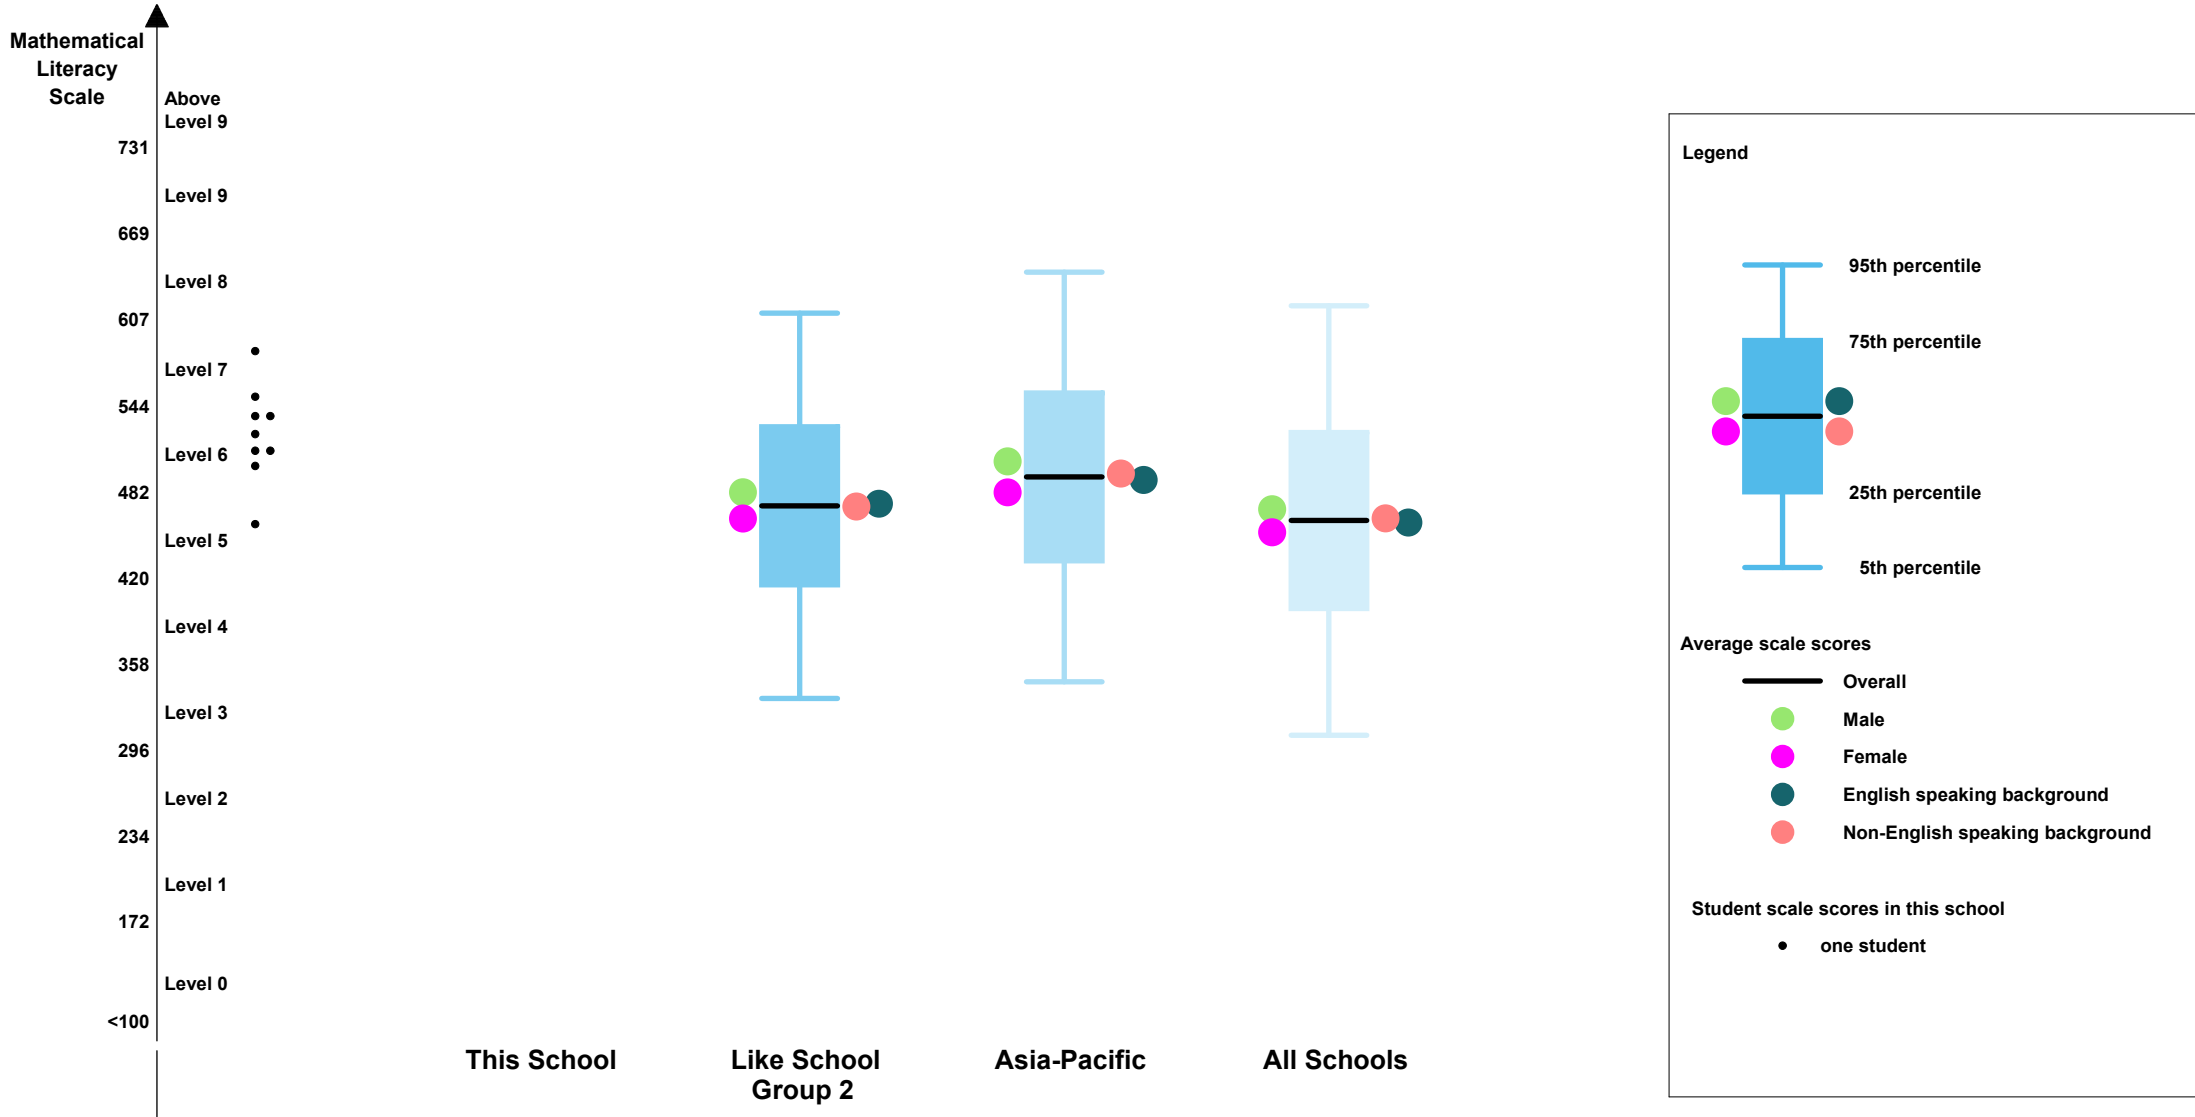 Mathematical
Literacy
Scale
Above
Level 9
731
Level 9
669
Level 8
607
Level 7
544
Level 6
482
Level 5
420
Level 4
358
Level 3
296
Level 2
234
Level 1
172
Level 0
<100
This School
Like School
Group 2
Asia-Pacific
All Schools
Legend
95th percentile
75th percentile
25th percentile
5th percentile
Average scale scores
Overall
Male
Female
English speaking background
Non-English speaking background
Student scale scores in this school
one student